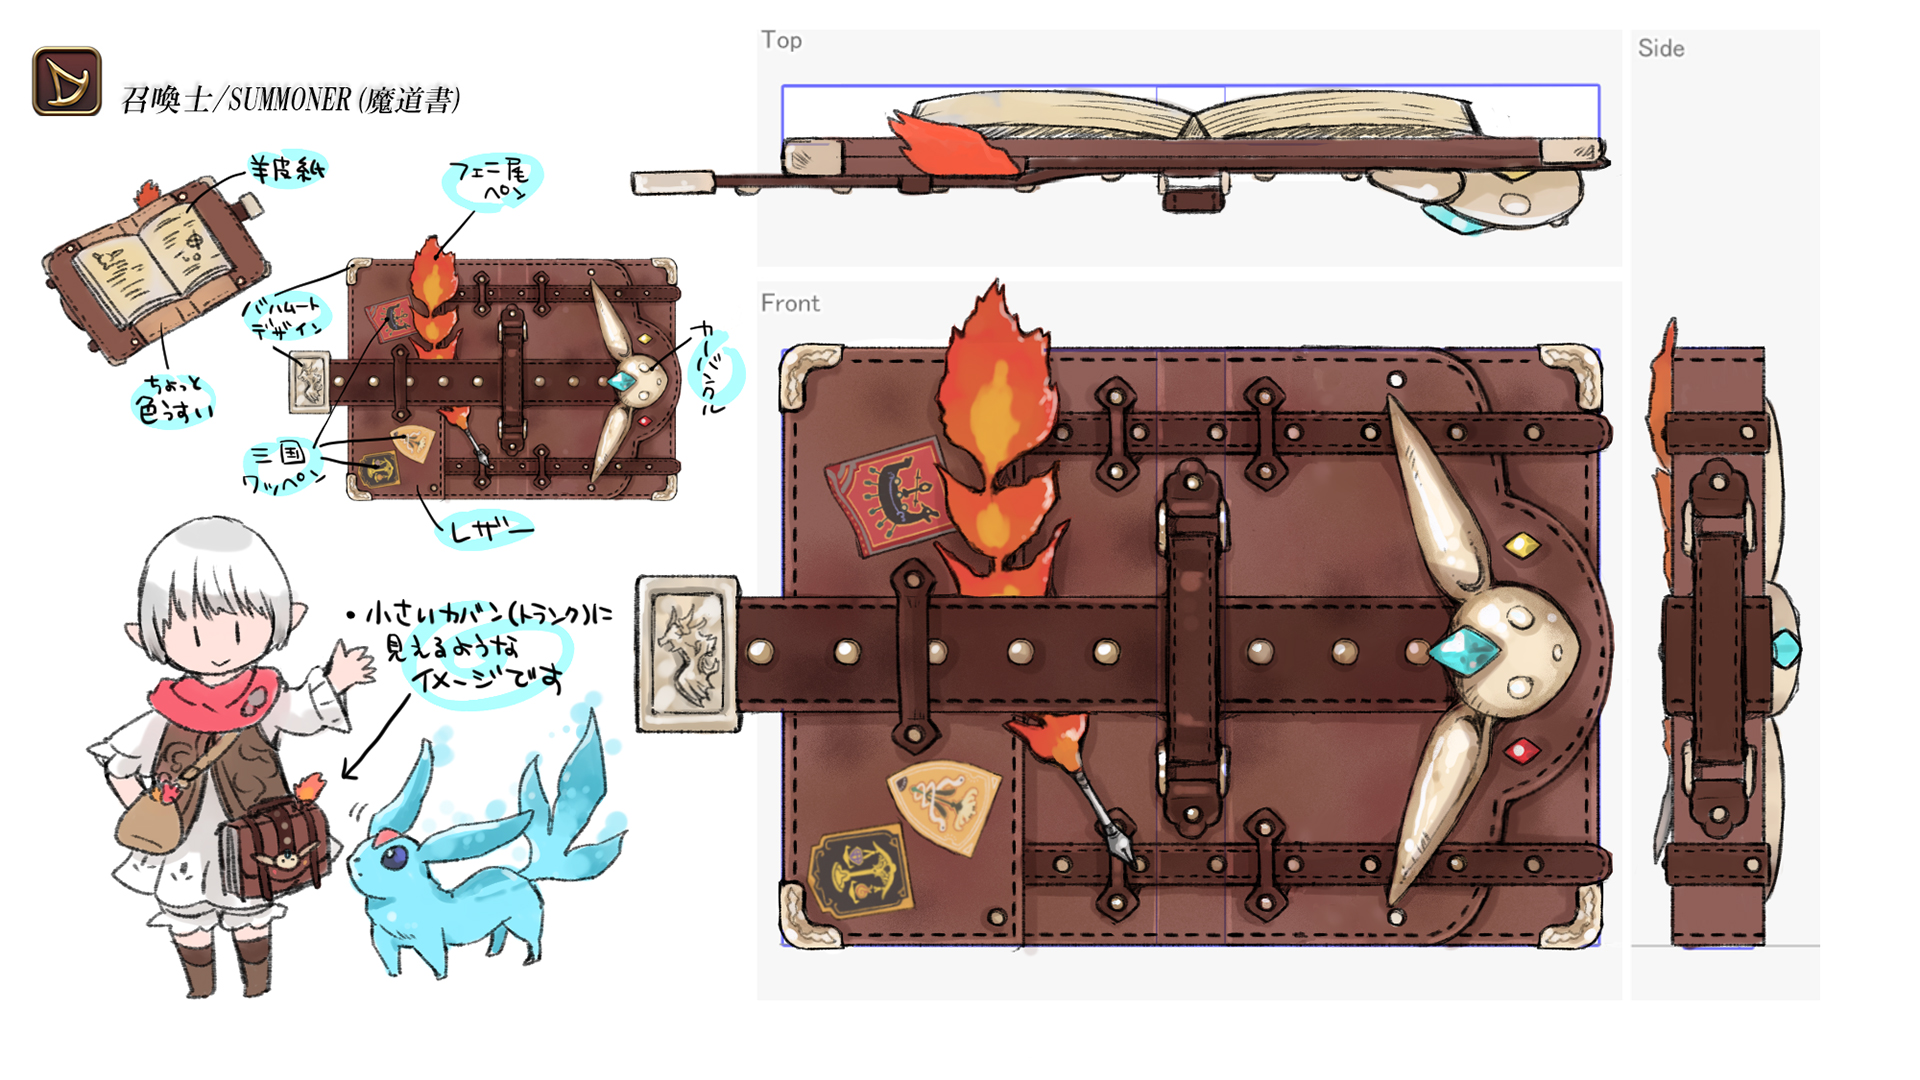 召喚士/SUMMONER (魔道書)
羊皮紙
フェニ尾
ペン
バハムート
デザイン
カーバンクル
ちょっと
色うすい
三国
ワッペン
レザー
・小さいカバン(トランク)に
見えるような
イメージです
Top
Front
Side